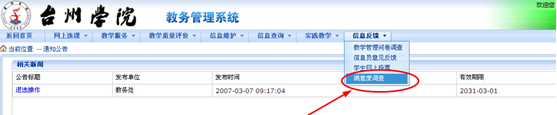 欢迎您
台州学院 教务管理系统
返回首页 网上选课 教学服务 教学质量评价 信息维护 信息查询 实践教学 信息反馈
当前位置 -- 通知公告
教学管理问卷调查
信息员意见反馈
学生网上投票
满意度调查
相关新闻
公告标题 发布单位 发布时间 有效期限
退选操作 教务处 2007-03-07 09:17:04 2031-03-01